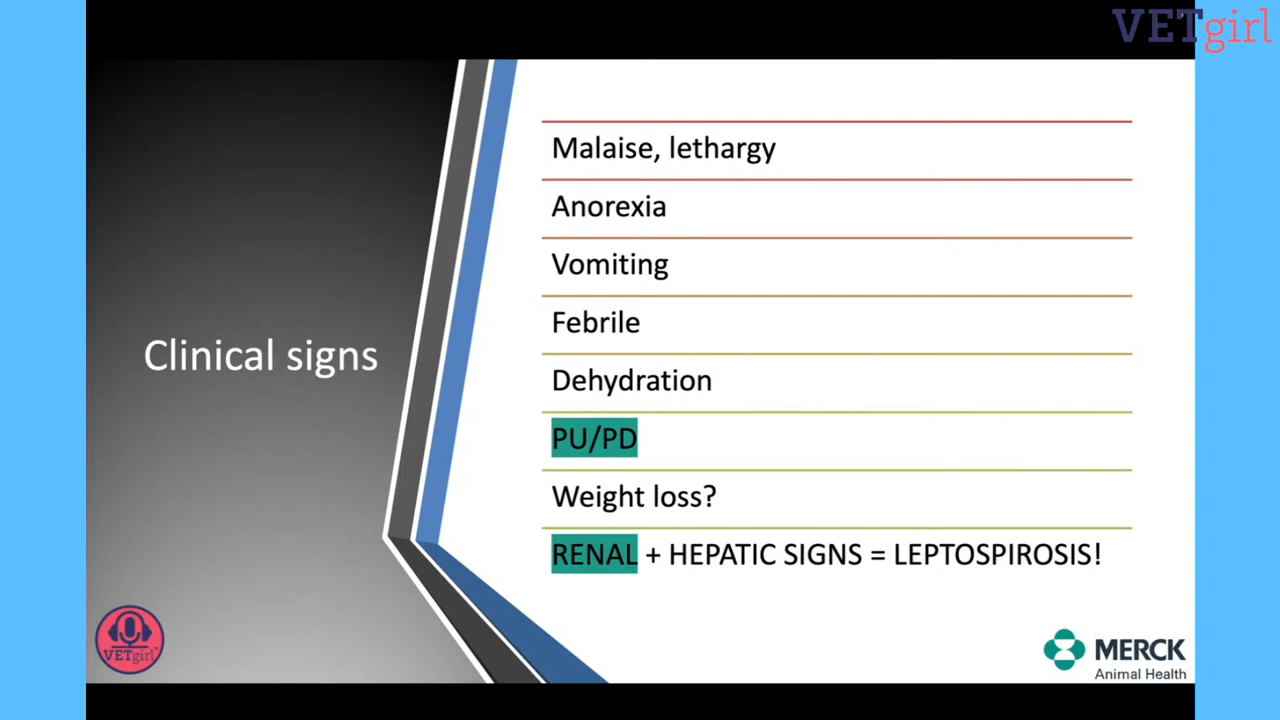 VETgirl
Malaise, lethargy
Anorexia
Vomiting
Febrile
Clinical signs
Dehydration
PU/PD
Weight loss?
RENAL + HEPATIC SIGNS = LEPTOSPIROSIS!
VETgirl
MERCK
Animal Health